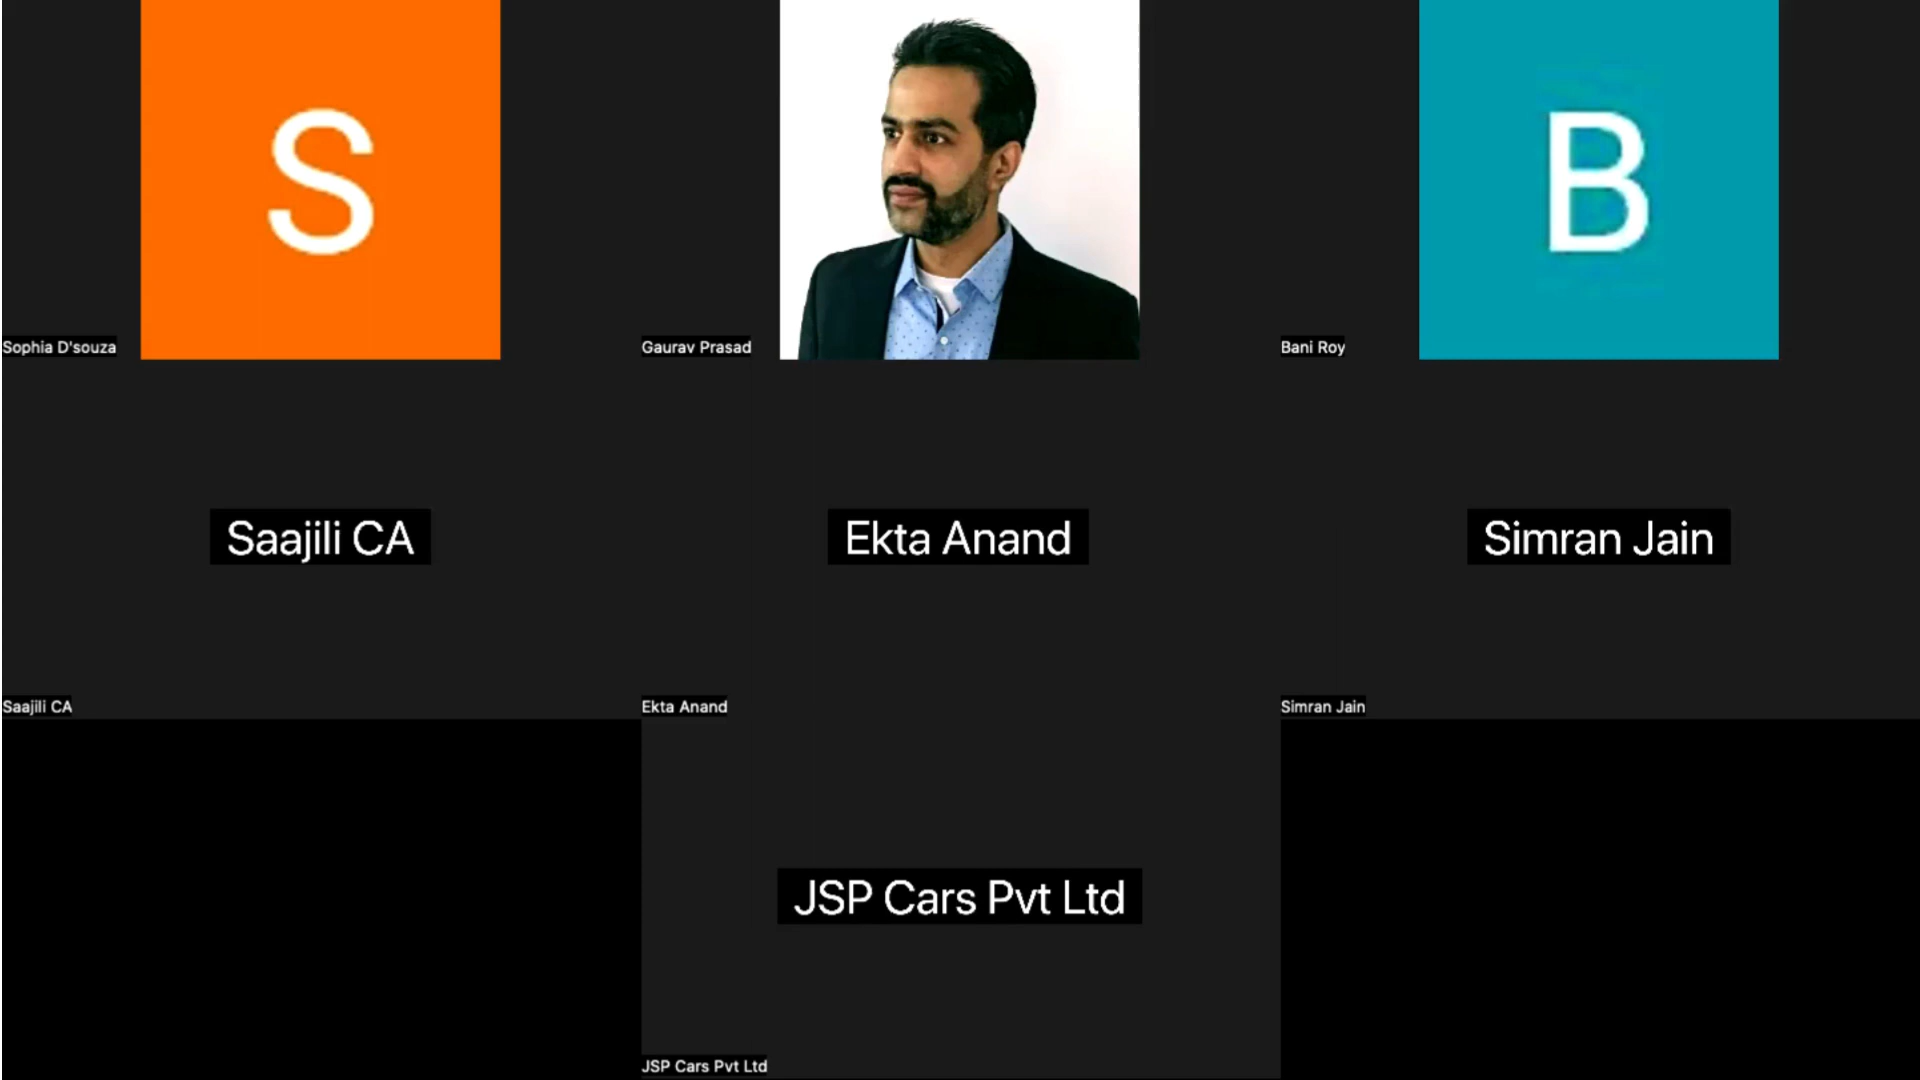 S
B
Sophia D'souza
Gaurav Prasad
Bani Roy
Saajili CA
Ekta Anand
Simran Jain
Saajili CA
Ekta Anand
Simran Jain
JSP Cars Pvt Ltd
JSP Cars Pvt Ltd